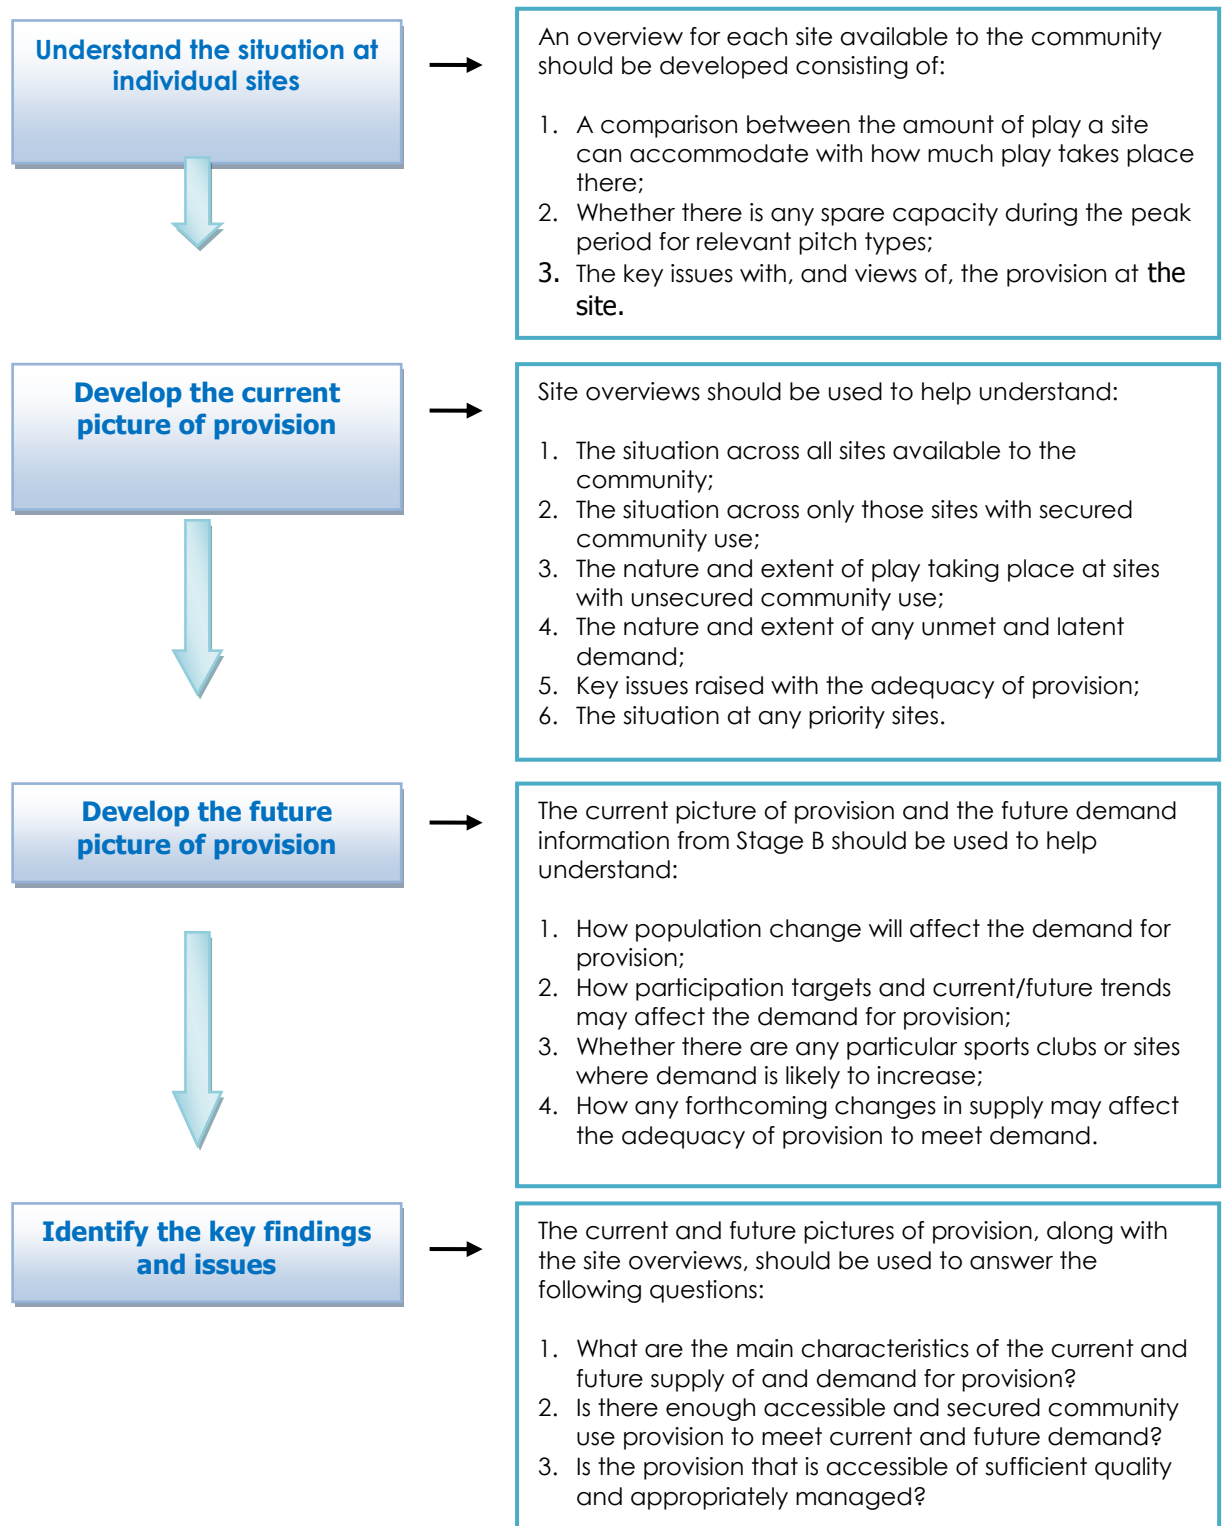 Understand the situation at
individual sites
An overview for each site available to the community
should be developed consisting of:
1. A comparison between the amount of play a site
can accommodate with how much play takes place
there;
2. Whether there is any spare capacity during the peak
period for relevant pitch types;
3. The key issues with, and views of, the provision at the
site.
Develop the current
picture of provision
Site overviews should be used to help understand:
1. The situation across all sites available to the
community;
2. The situation across only those sites with secured
community use;
3. The nature and extent of play taking place at sites
with unsecured community use;
4. The nature and extent of any unmet and latent
demand;
5. Key issues raised with the adequacy of provision;
6. The situation at any priority sites.
Develop the future
picture of provision
The current picture of provision and the future demand
information from Stage B should be used to help
understand:
1. How population change will affect the demand for
provision;
2. How participation targets and current/future trends
may affect the demand for provision;
3. Whether there are any particular sports clubs or sites
where demand is likely to increase;
4. How any forthcoming changes in supply may affect
the adequacy of provision to meet demand.
Identify the key findings
and issues
The current and future pictures of provision, along with
the site overviews, should be used to answer the
following questions:
1. What are the main characteristics of the current and
future supply of and demand for provision?
2. Is there enough accessible and secured community
use provision to meet current and future demand?
3. Is the provision that is accessible of sufficient quality
and appropriately managed?